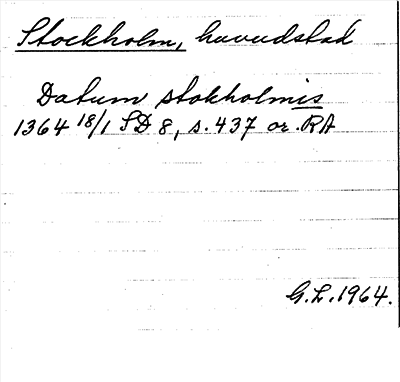 Stockholm, huvudstad
Datum stokholmis
1364 18/1 SD 8, s. 437 or. RA
G.L. 1964.